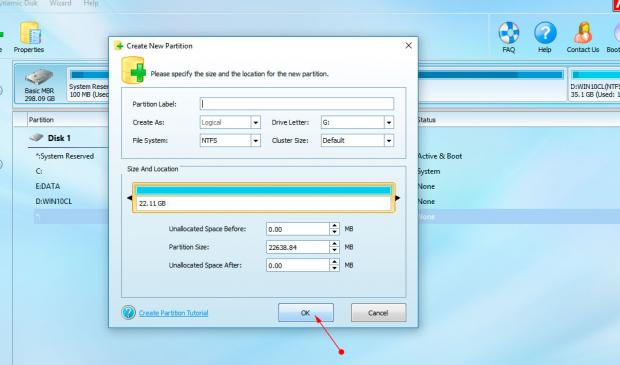 Dynamic Disk Wizard Help
Properties
FAQ Help Contact Us
Create New Partition
Please specify the size and the location for the new partition.
Basic MBR
298.09 GB
System Reser
100 MB (Used
D:WIN10CL(NTFS
35.1 GB (Used: 1
Partition
Status
Disk 1
*:System Reserved
Active & Boot
C:
System
E:DATA
None
D:WIN10CL
None
*:
None
Partition Label:
Create As: Logical
Drive Letter: G:
File System: NTFS
Cluster Size: Default
Size And Location
22.11 GB
Unallocated Space Before: 0.00 MB
Partition Size: 22638.84 MB
Unallocated Space After: 0.00 MB
Create Partition Tutorial
OK
Cancel